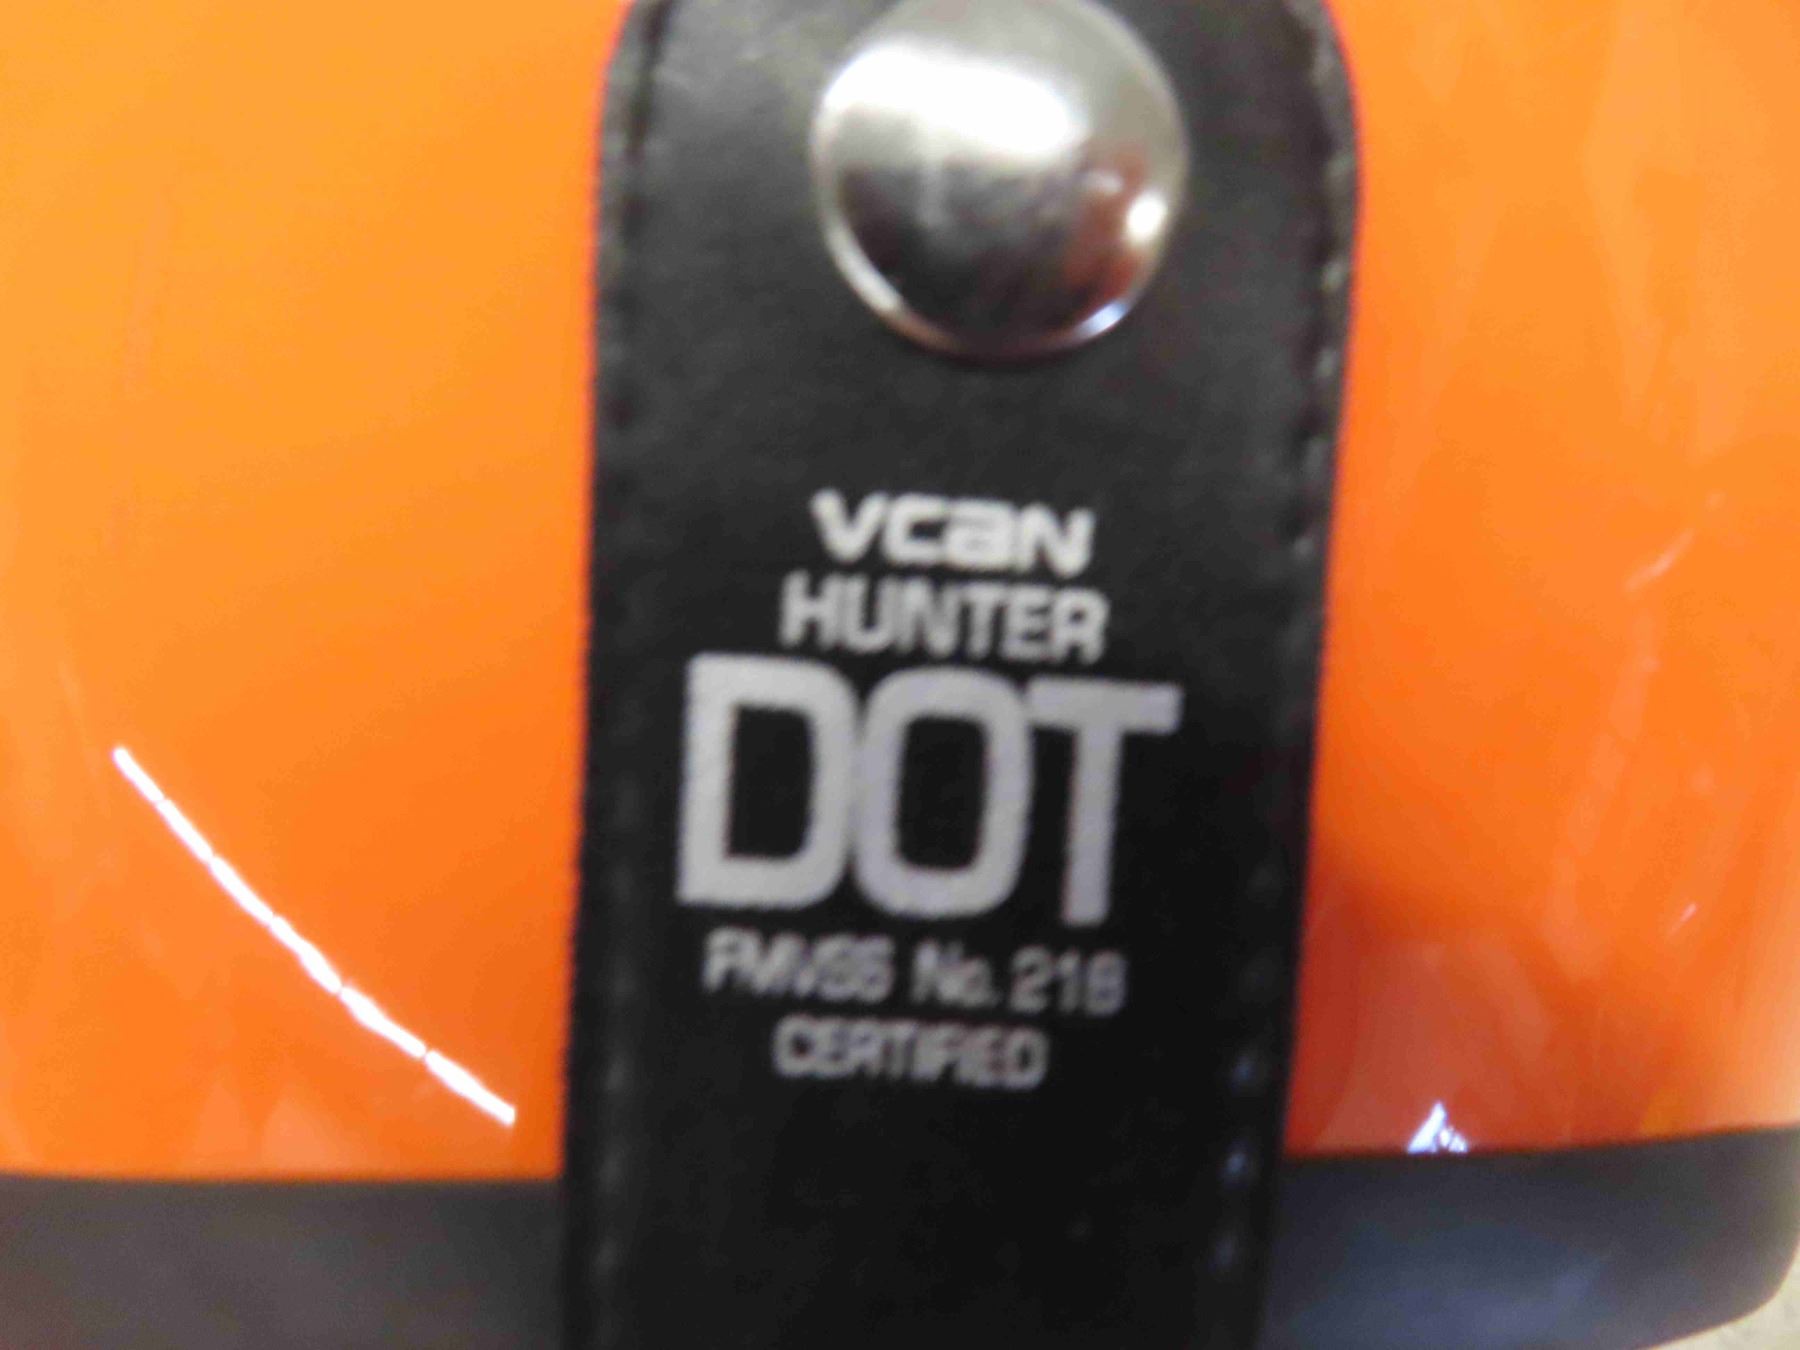 vcan
HUNTER
DOT
FMVSS No. 218
CERTIFIED